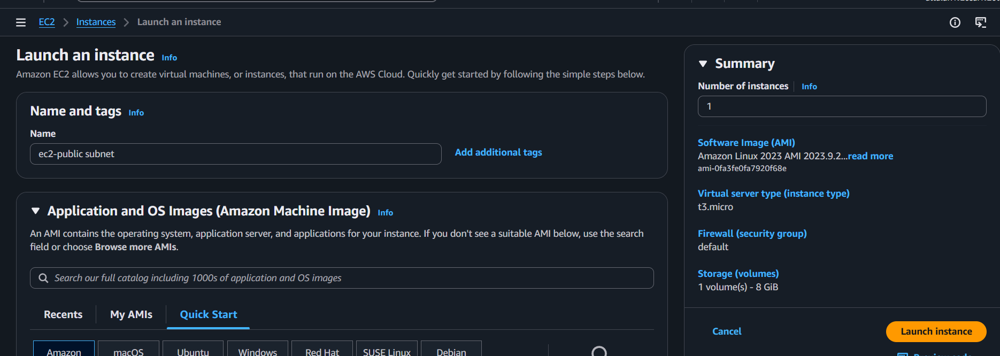 EC2 > Instances > Launch an instance
Launch an instance Info
Amazon EC2 allows you to create virtual machines, or instances, that run on the AWS Cloud. Quickly get started by following the simple steps below.
Name and tags Info
Name
ec2-public subnet
Add additional tags
Application and OS Images (Amazon Machine Image) Info
An AMI contains the operating system, application server, and applications for your instance. If you don't see a suitable AMI below, use the search
field or choose Browse more AMIs.
Search our full catalog including 1000s of application and OS images
Recents
My AMIs
Quick Start
Amazon
macOS
Ubuntu
Windows
Red Hat
SUSE Linux
Debian
Summary
Number of instances Info
1
Software Image (AMI)
Amazon Linux 2023 AMI 2023.9.2...read more
ami-0fa3fe0fa7920f68e
Virtual server type (instance type)
t3.micro
Firewall (security group)
default
Storage (volumes)
1 volume(s) - 8 GiB
Cancel
Launch instance
Preview code